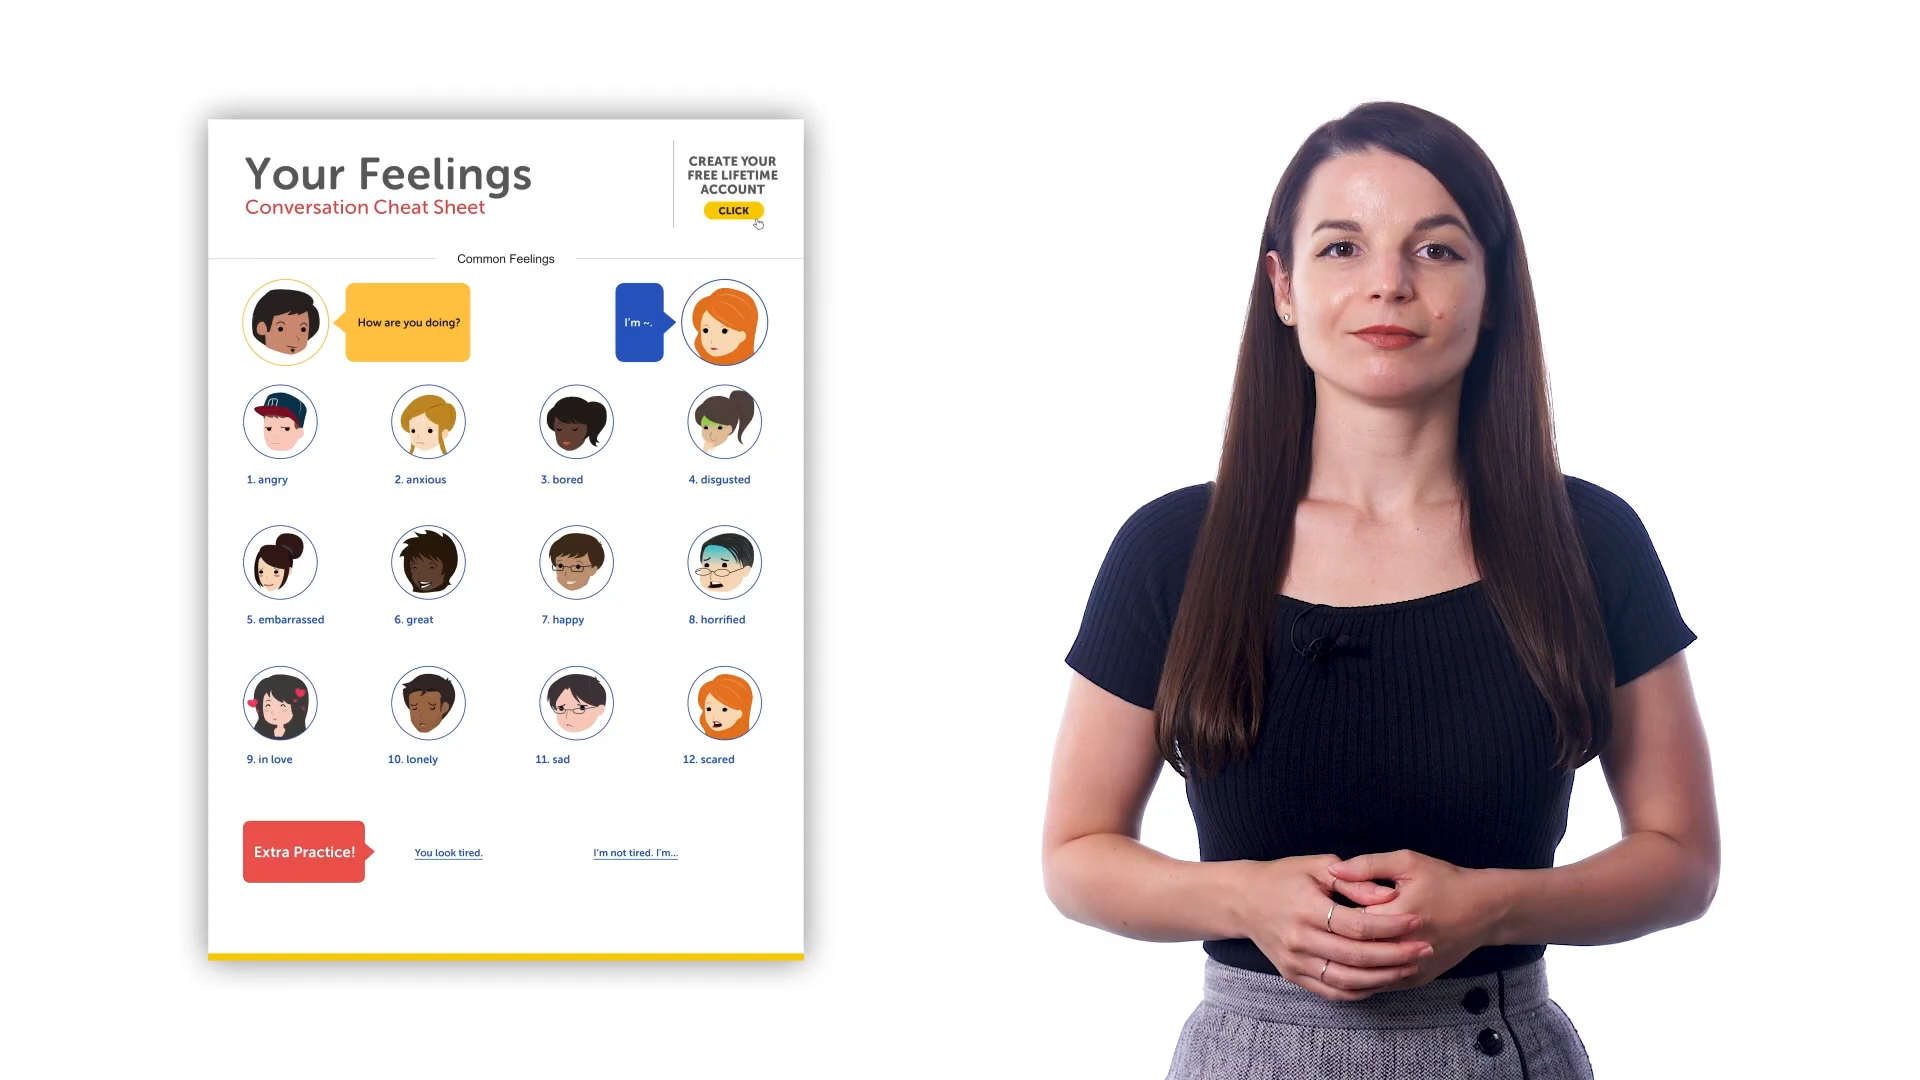 Your Feelings
Conversation Cheat Sheet
CREATE YOUR
FREE LIFETIME
ACCOUNT
CLICK
Common Feelings
How are you doing?
I'm ~.
1. angry
2. anxious
3. bored
4. disgusted
5. embarrassed
6. great
7. happy
8. horrified
9. in love
10. lonely
11. sad
12. scared
Extra Practice!
You look tired.
I'm not tired. I'm...